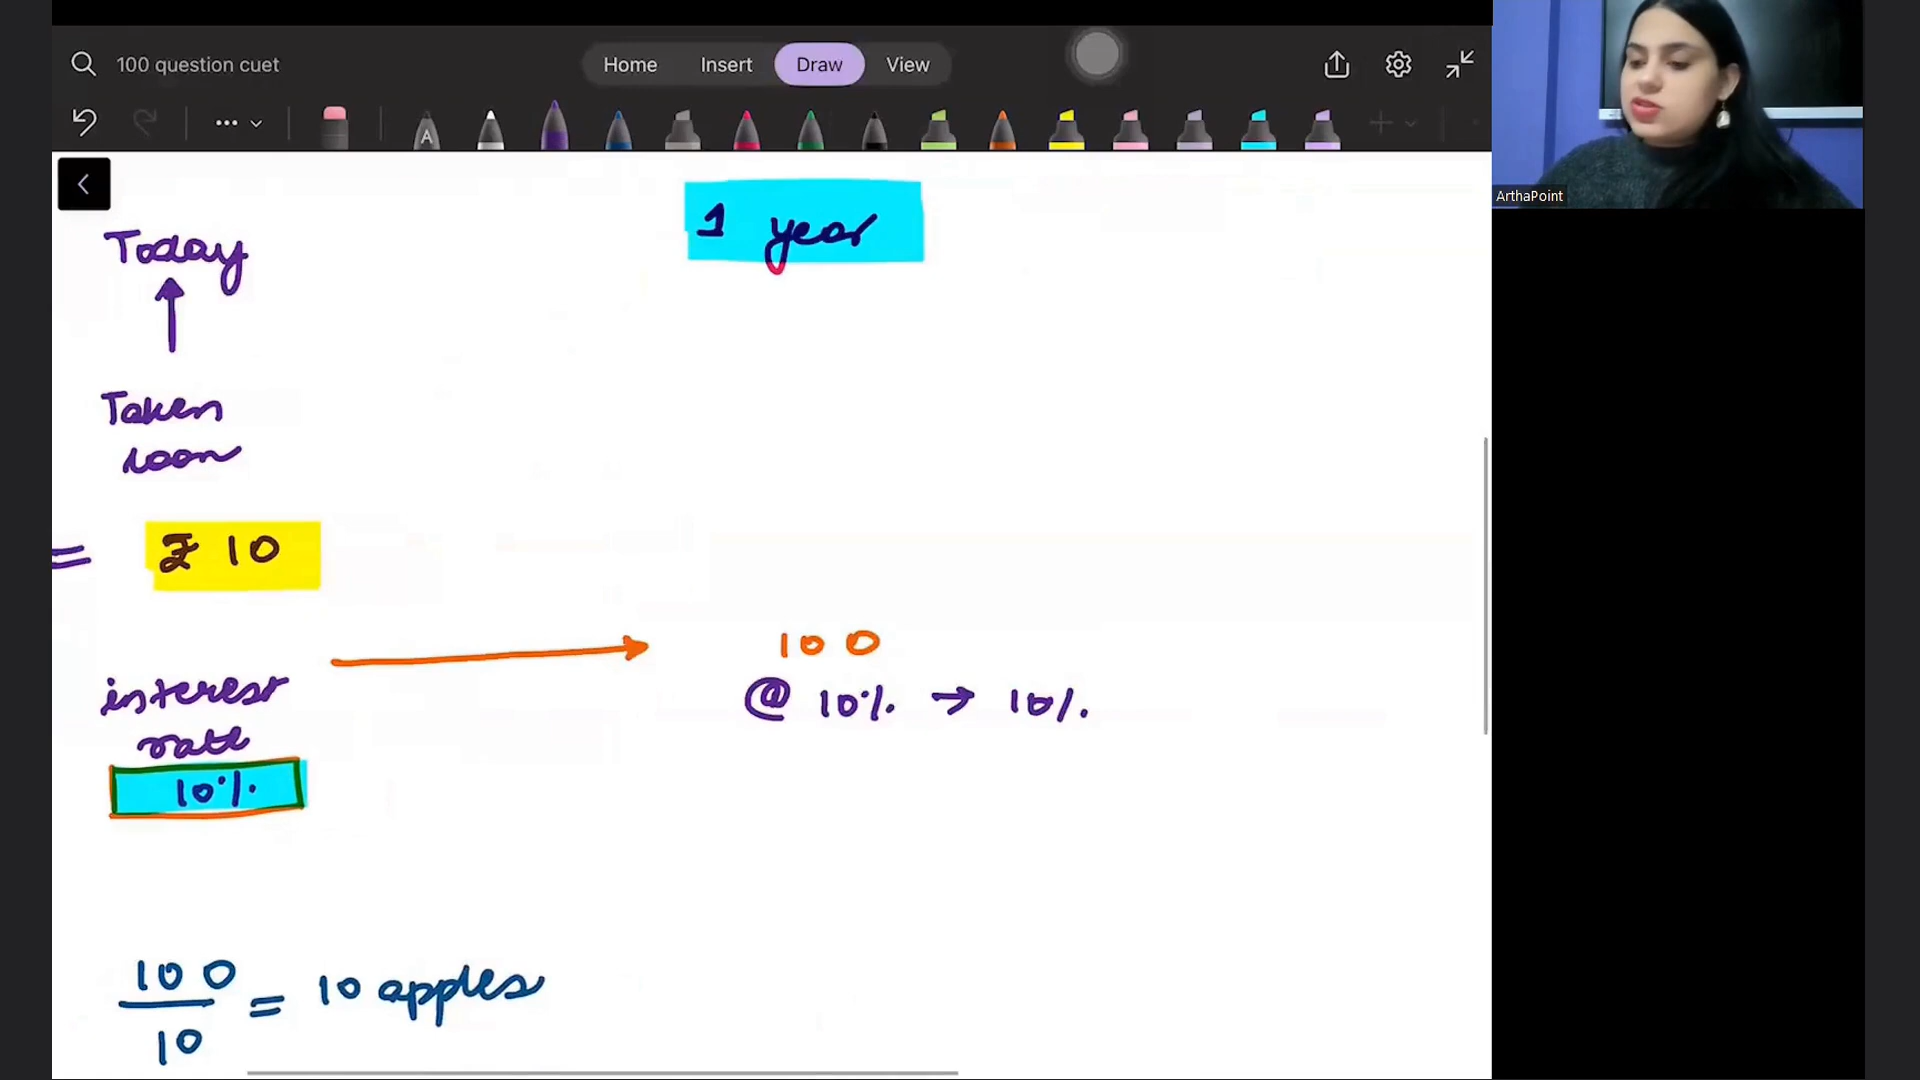 100 question cuet
Home Insert Draw View
A
ArthaPoint
1 year
Today
Taken
loan
= ₹ 10
100
@ 10% → 10%.
interest
rate
10%.
100
10
= 10 apples